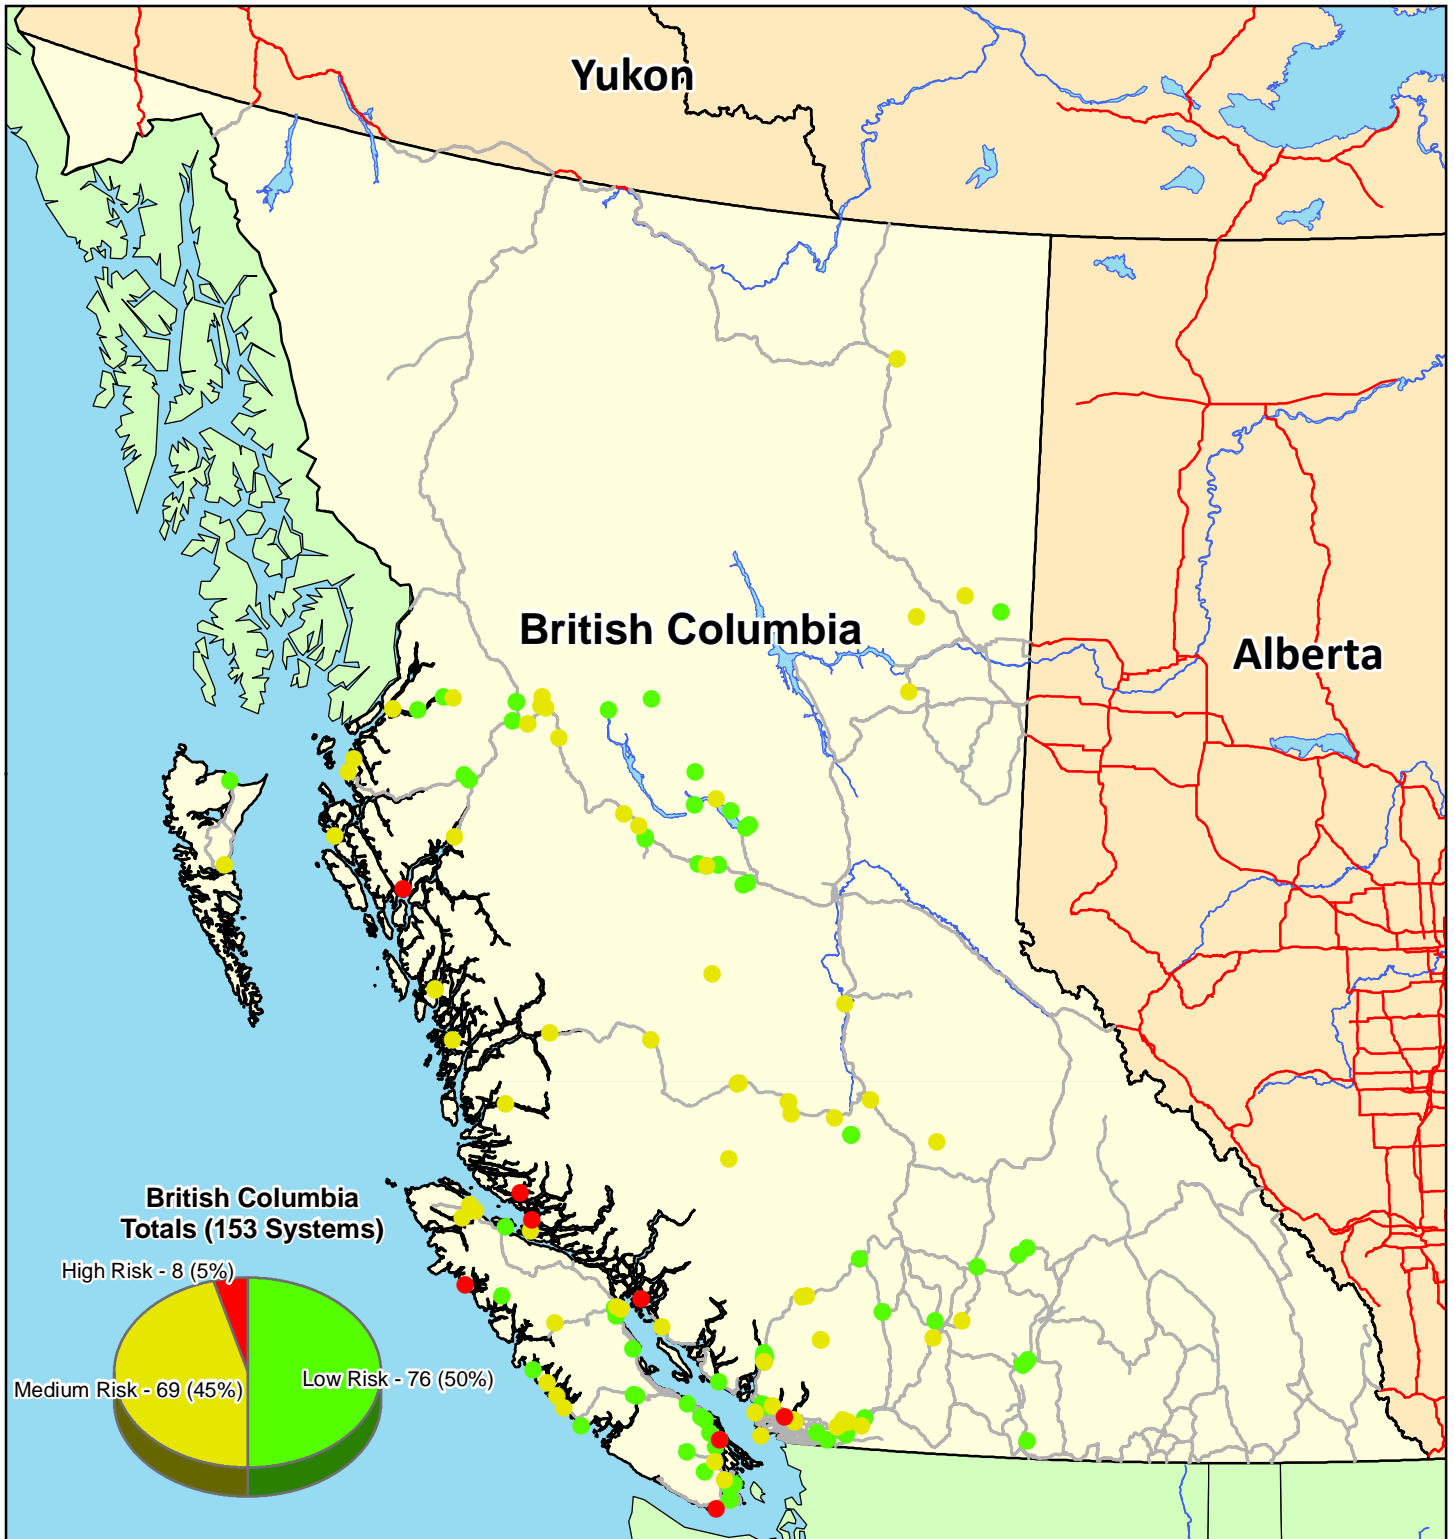 Yukon
British Columbia
Alberta
British Columbia
Totals (153 Systems)
High Risk - 8 (5%)
Medium Risk - 69 (45%)
Low Risk - 76 (50%)